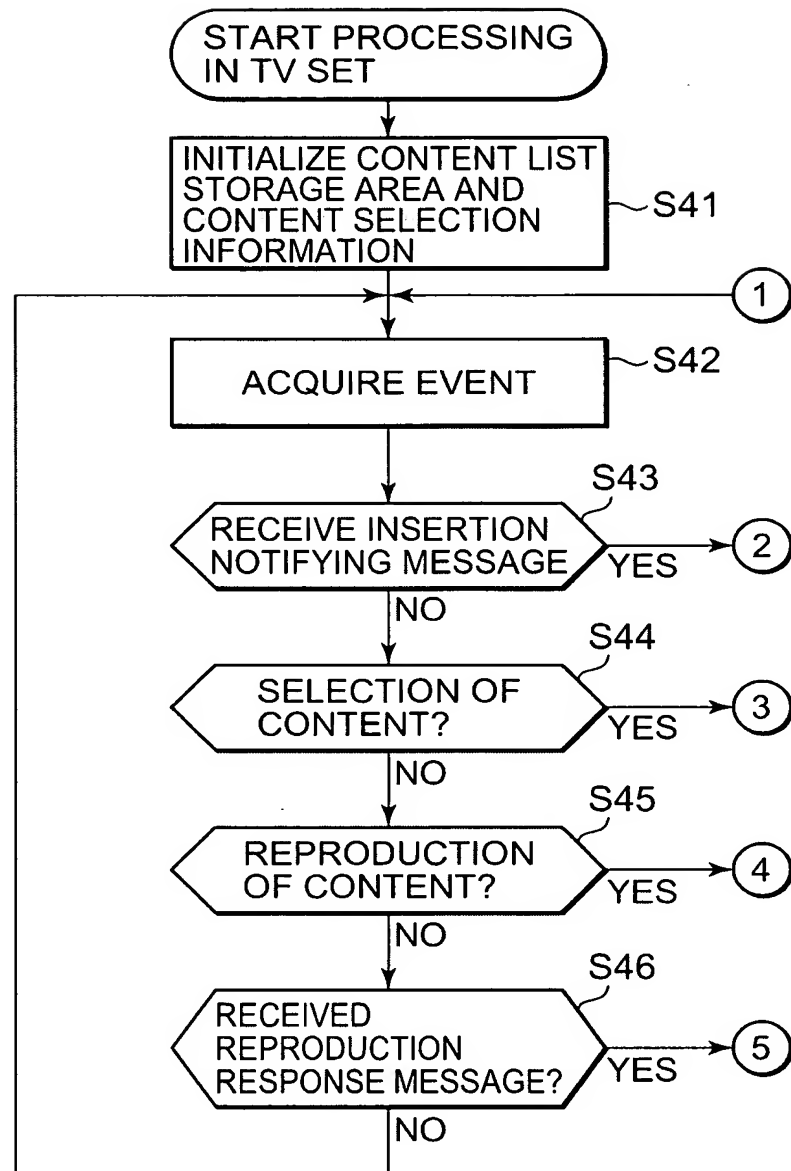 START PROCESSING
IN TV SET
INITIALIZE CONTENT LIST
STORAGE AREA AND
CONTENT SELECTION
INFORMATION
S41
1
S42
ACQUIRE EVENT
S43
RECEIVE INSERTION
NOTIFYING MESSAGE
YES
2
NO
S44
SELECTION OF
CONTENT?
YES
3
NO
S45
REPRODUCTION
OF CONTENT?
YES
4
NO
S46
RECEIVED
REPRODUCTION
RESPONSE MESSAGE?
YES
5
NO